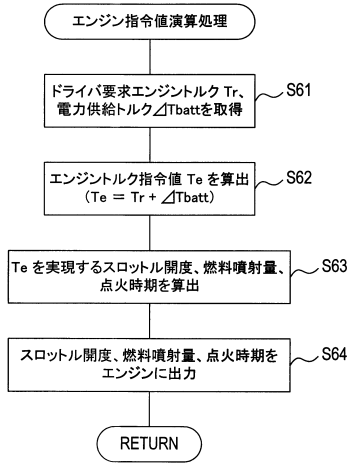 エンジン指令値演算処理
ドライバ要求エンジントルク Tr、
電力供給トルク⊿Tbattを取得
S61
エンジントルク指令値 Te を算出
(Te = Tr + ⊿Tbatt)
S62
Te を実現するスロットル開度、燃料噴射量、
点火時期を算出
S63
スロットル開度、燃料噴射量、点火時期を
エンジンに出力
S64
RETURN